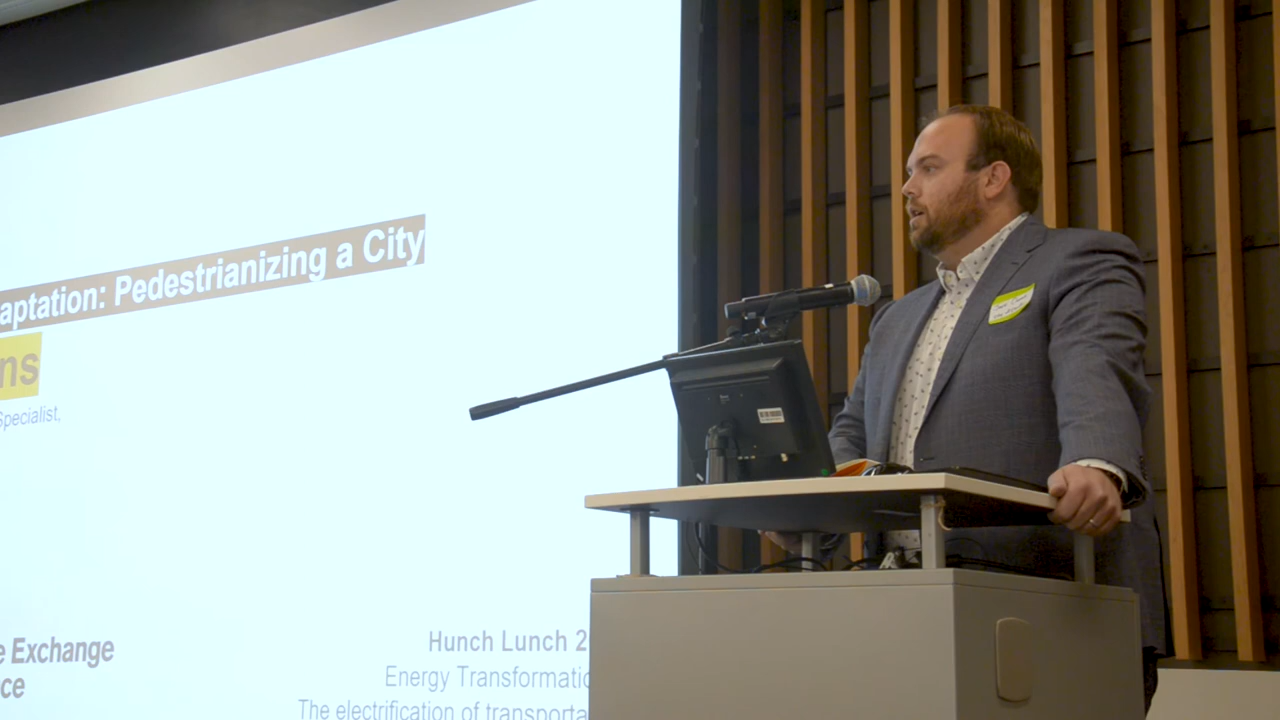 aptation: Pedestrianizing a City
ns
Specialist,
e Exchange
ce
Hunch Lunch 2
Energy Transformatio
The electrification of transporta